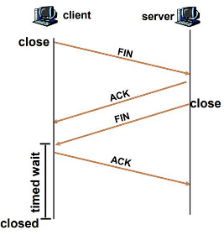 client
server
close
FIN
ACK
close
FIN
timed wait
ACK
closed